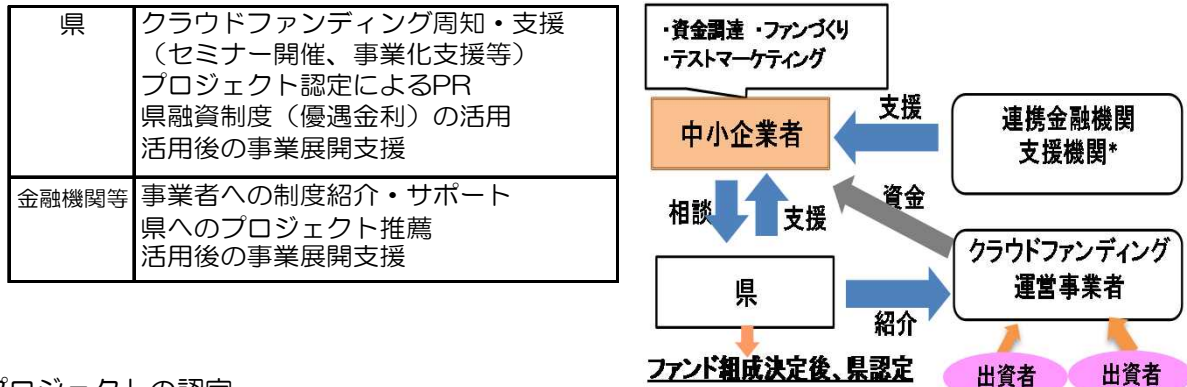 県
クラウドファンディング周知・支援
（セミナー開催、事業化支援等）
プロジェクト認定によるPR
県融資制度（優遇金利）の活用
活用後の事業展開支援
金融機関等
事業者への制度紹介・サポート
県へのプロジェクト推薦
活用後の事業展開支援
・資金調達 ・ファンづくり
・テストマーケティング
中小企業者
支援
連携金融機関
支援機関*
相談
支援
資金
クラウドファンディング
運営事業者
県
紹介
ファンド組成決定後、県認定
出資者
出資者
プロジェクトの認定